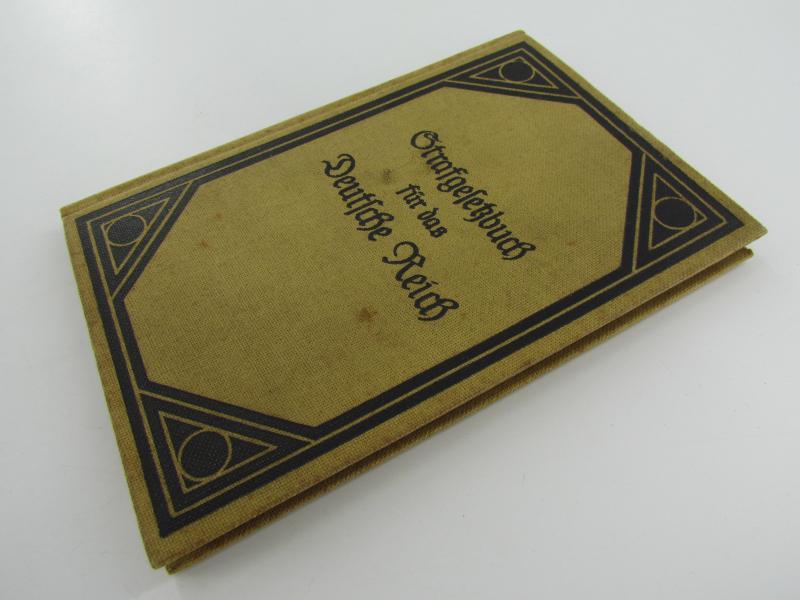 Strafgesetzbuch
für das
Deutsche Reich